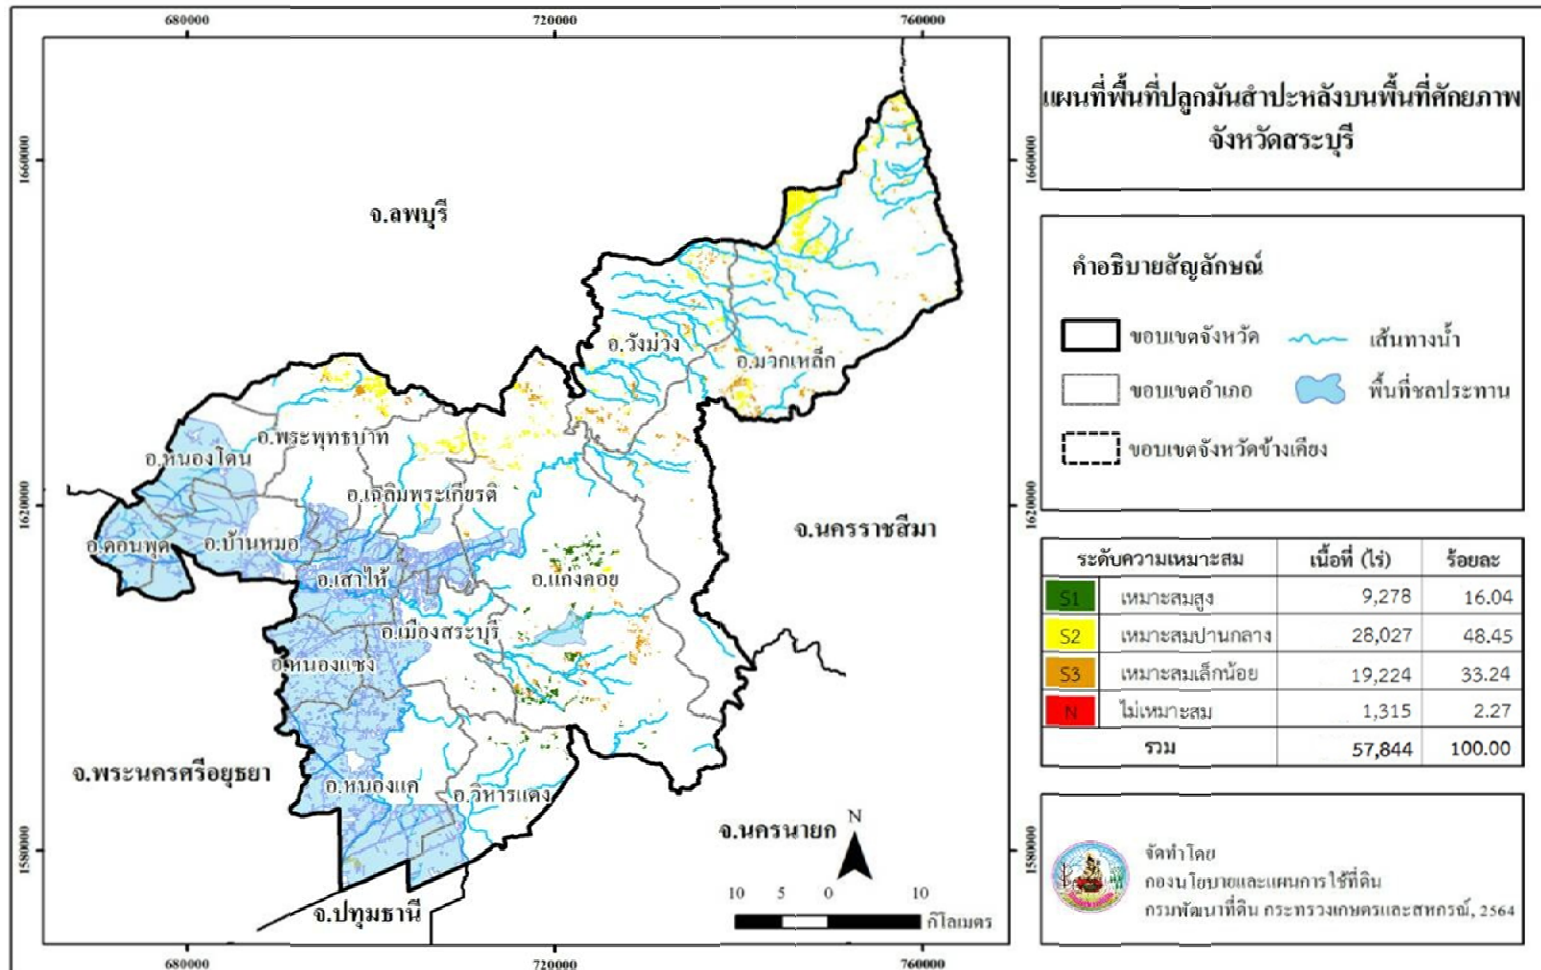 680000
720000
760000
1660000
1620000
1580000
จ.ลพบุรี
อ.วังม่วง
อ.มวกเหล็ก
อ.พระพุทธบาท
อ.หนองโดน
อ.เฉลิมพระเกียรติ
อ.ดอนพุด
อ.บ้านหมอ
อ.เสาไห้
อ.แก่งคอย
จ.นครราชสีมา
อ.เมืองสระบุรี
อ.หนองแซง
จ.พระนครศรีอยุธยา
อ.หนองแค
อ.วิหารแดง
จ.นครนายก
N
จ.ปทุมธานี
10 5 0 10
กิโลเมตร
680000
720000
760000
1660000
1620000
1580000
แผนที่พื้นที่ปลูกมันสำปะหลังบนพื้นที่ศักยภาพ
จังหวัดสระบุรี
คำอธิบายสัญลักษณ์
ขอบเขตจังหวัด เส้นทางน้ำ
ขอบเขตอำเภอ พื้นที่ชลประทาน
ขอบเขตจังหวัดข้างเคียง
ระดับความเหมาะสม เนื้อที่ (ไร่) ร้อยละ
S1 เหมาะสมสูง 9,278 16.04
S2 เหมาะสมปานกลาง 28,027 48.45
S3 เหมาะสมเล็กน้อย 19,224 33.24
N ไม่เหมาะสม 1,315 2.27
รวม 57,844 100.00
จัดทำโดย
กองนโยบายและแผนการใช้ที่ดิน
กรมพัฒนาที่ดิน กระทรวงเกษตรและสหกรณ์, 2564